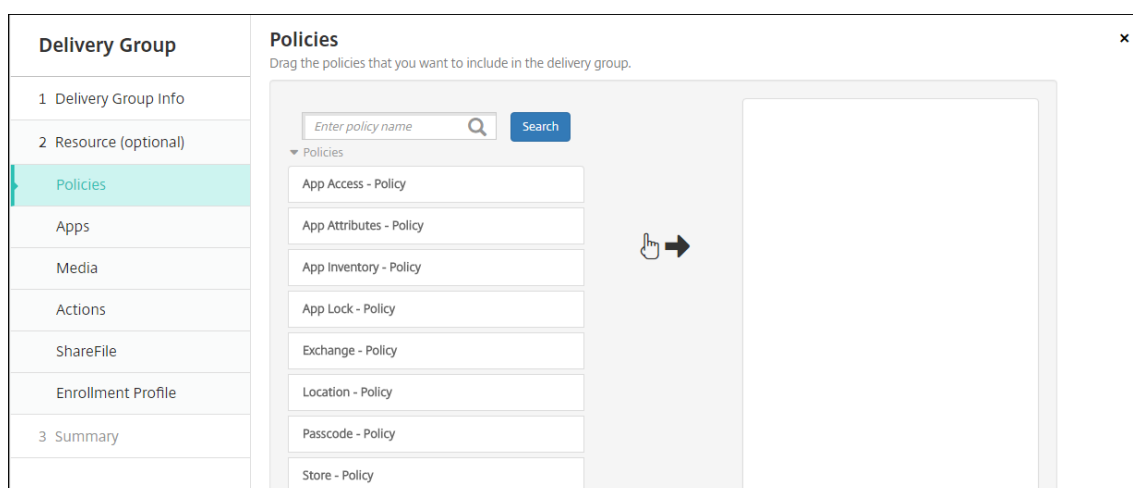 Delivery Group
1 Delivery Group Info
2 Resource (optional)
Policies
Apps
Media
Actions
ShareFile
Enrollment Profile
3 Summary
Policies
Drag the policies that you want to include in the delivery group.
Enter policy name
Search
Policies
App Access - Policy
App Attributes - Policy
App Inventory - Policy
App Lock - Policy
Exchange - Policy
Location - Policy
Passcode - Policy
Store - Policy